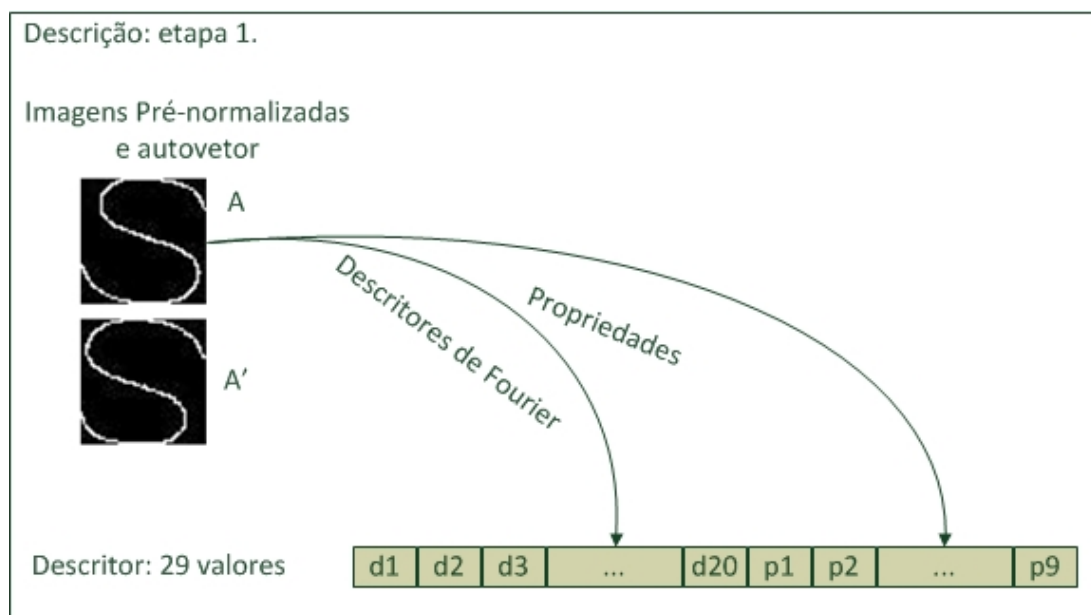 Descrição: etapa 1.
Imagens Pré-normalizadas
e autovetor
A
A’
Descritores de Fourier
Propriedades
Descritor: 29 valores
d1 d2 d3 ... d20 p1 p2 ... p9